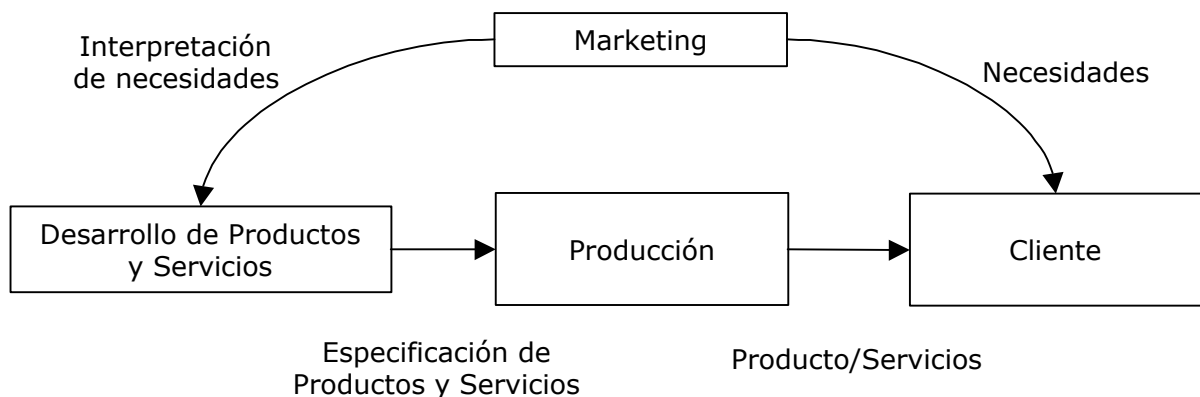 Interpretación
de necesidades
Marketing
Necesidades
Desarrollo de Productos
y Servicios
Producción
Cliente
Especificación de
Productos y Servicios
Producto/Servicios